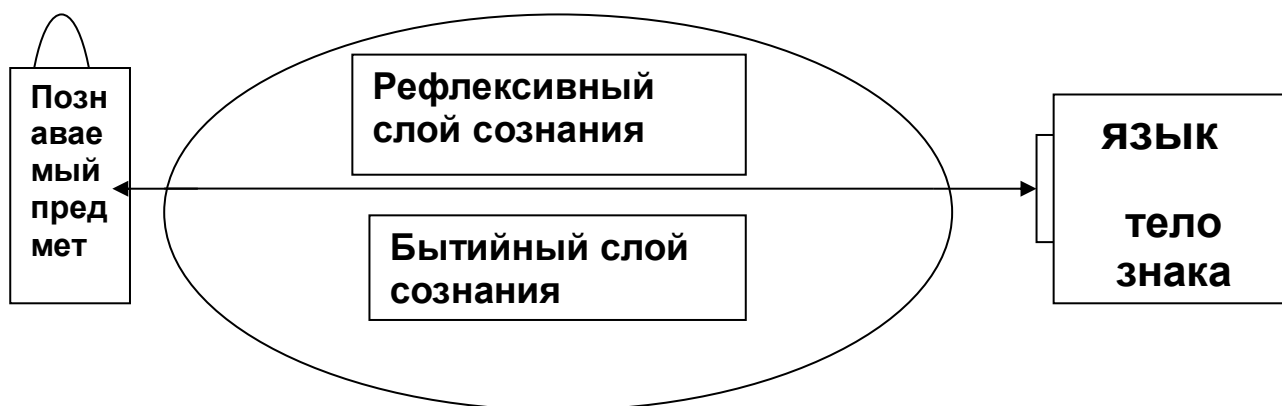 Позн
авае
мый
пред
мет
Рефлексивный
слой сознания
Бытийный слой
сознания
язык
тело
знака